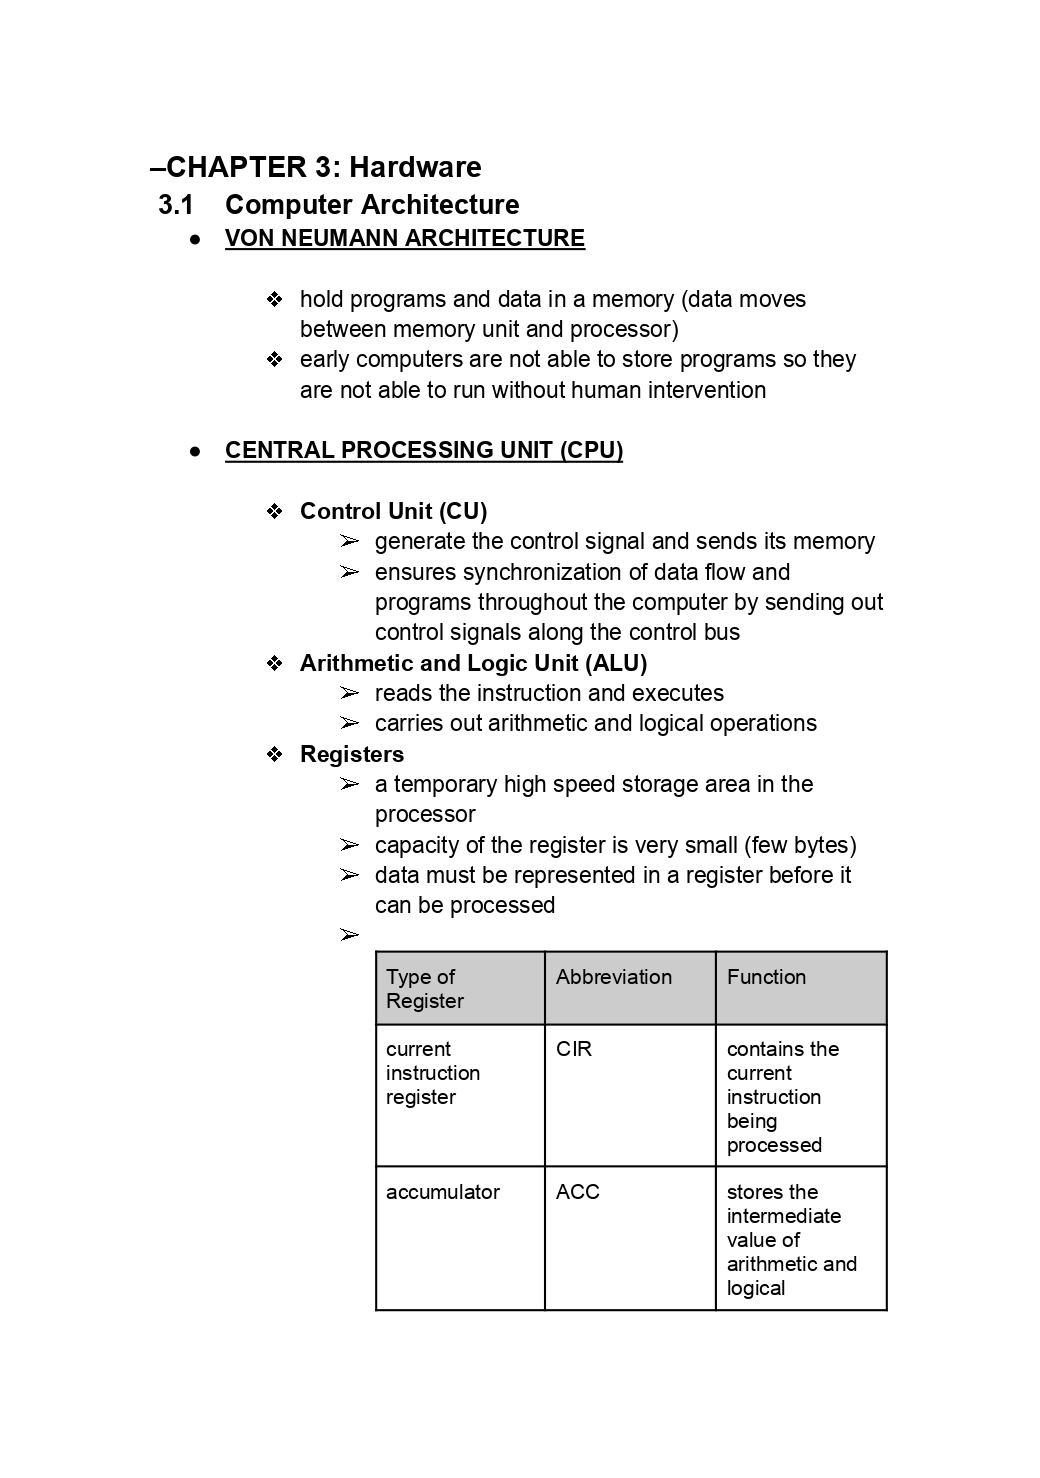 –CHAPTER 3: Hardware
3.1 Computer Architecture
● VON NEUMANN ARCHITECTURE
❖ hold programs and data in a memory (data moves
between memory unit and processor)
❖ early computers are not able to store programs so they
are not able to run without human intervention
● CENTRAL PROCESSING UNIT (CPU)
❖ Control Unit (CU)
➢ generate the control signal and sends its memory
➢ ensures synchronization of data flow and
programs throughout the computer by sending out
control signals along the control bus
❖ Arithmetic and Logic Unit (ALU)
➢ reads the instruction and executes
➢ carries out arithmetic and logical operations
❖ Registers
➢ a temporary high speed storage area in the
processor
➢ capacity of the register is very small (few bytes)
➢ data must be represented in a register before it
can be processed
➢
Type of
Register
Abbreviation
Function
current
instruction
register
CIR
contains the
current
instruction
being
processed
accumulator
ACC
stores the
intermediate
value of
arithmetic and
logical